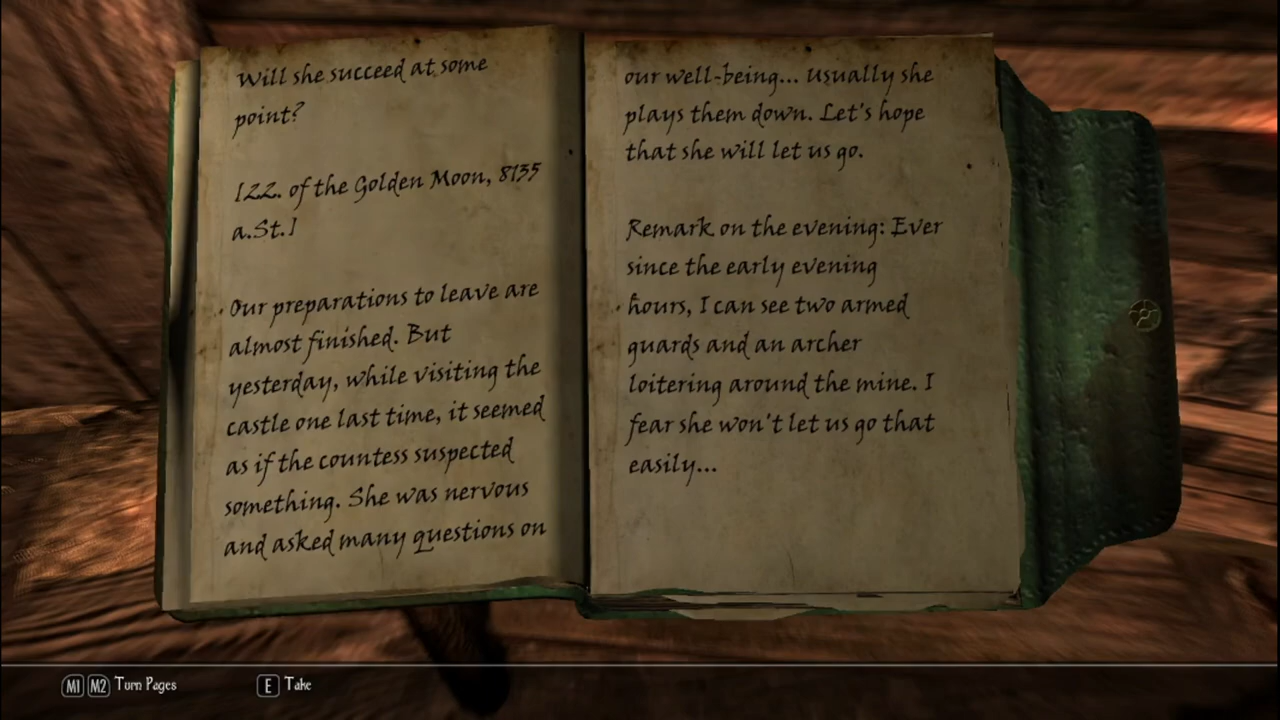 Will she succeed at some
point?
[22. of the Golden Moon, 8135
a.St.]
Our preparations to leave are
almost finished. But
yesterday, while visiting the
castle one last time, it seemed
as if the countess suspected
something. She was nervous
and asked many questions on
our well-being... Usually she
plays them down. Let's hope
that she will let us go.
Remark on the evening: Ever
since the early evening
hours, I can see two armed
guards and an archer
loitering around the mine. I
fear she won't let us go that
easily...
M1 M2 Turn Pages
E Take